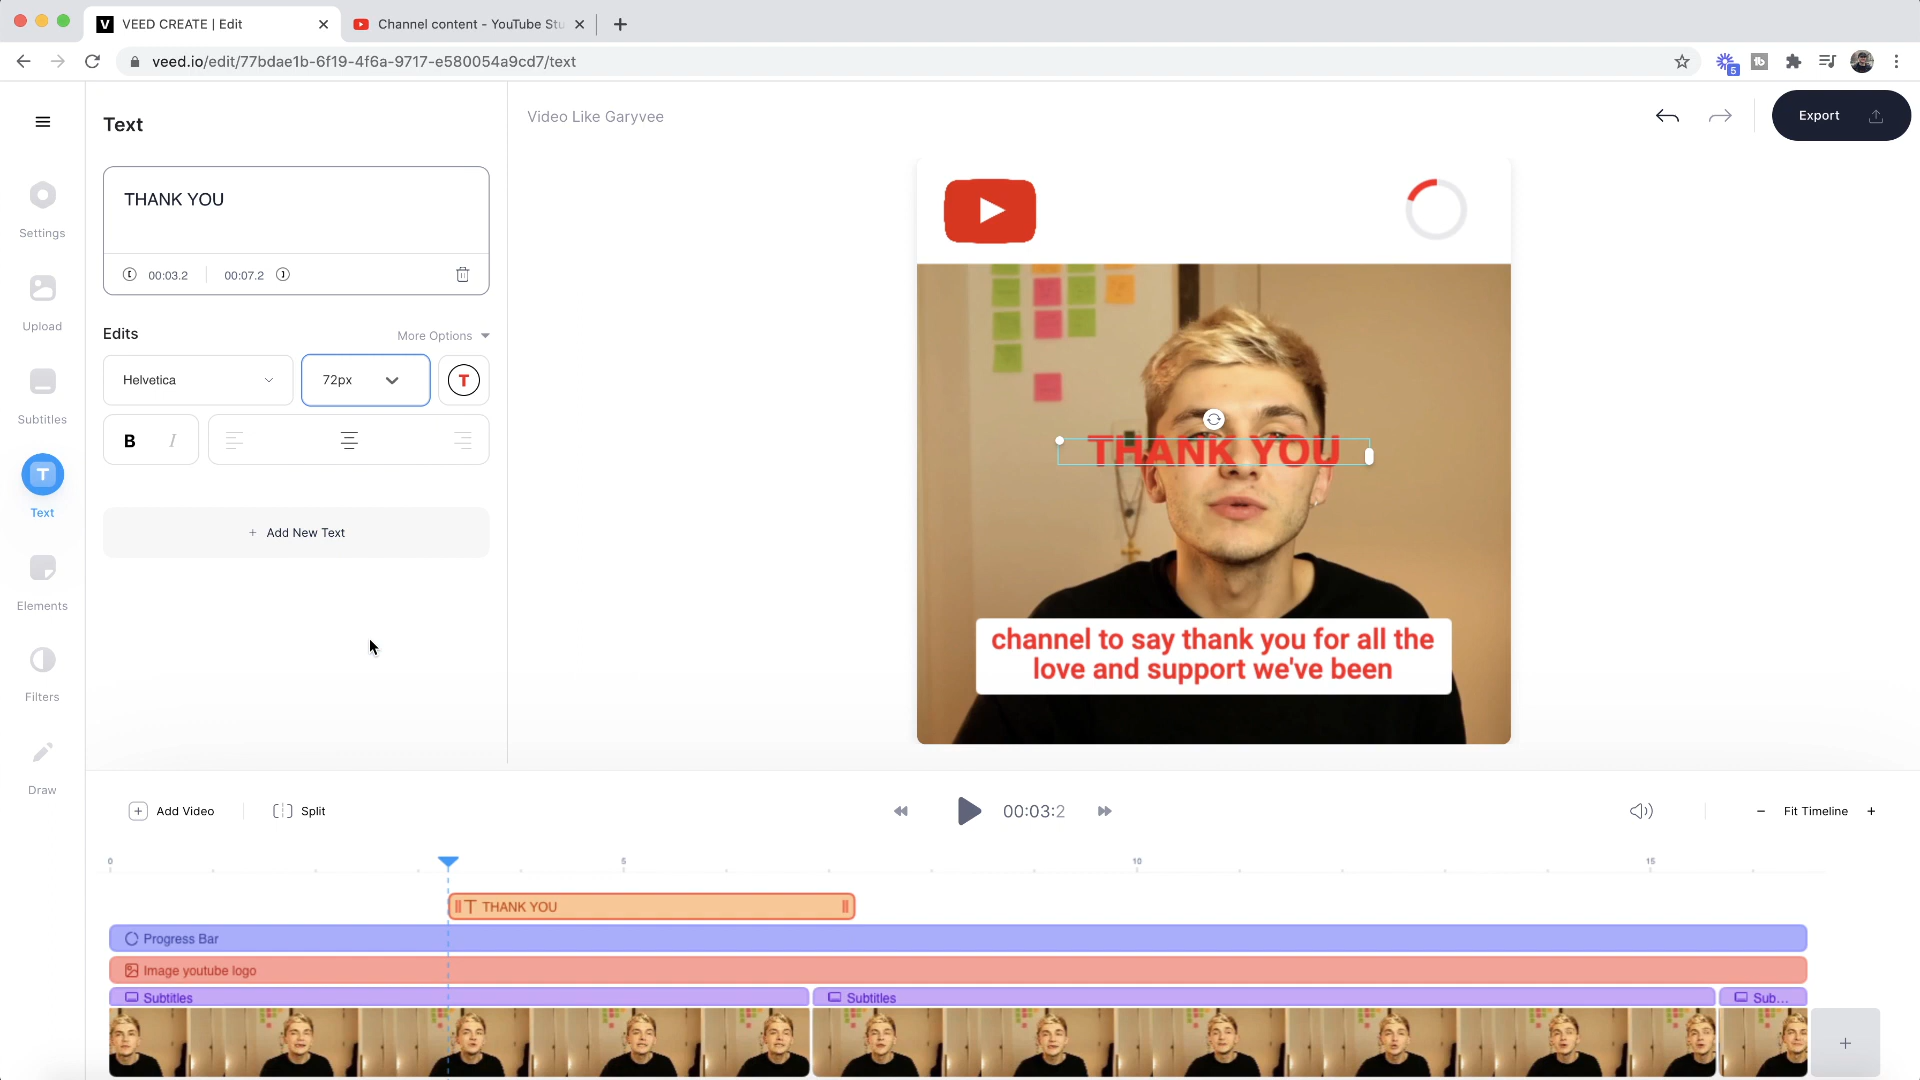 VEED CREATE | Edit
Channel content - YouTube Stu
veed.io/edit/77bdae1b-6f19-4f6a-9717-e580054a9cd7/text
5
Text
Video Like Garyvee
Export
THANK YOU
00:03.2
00:07.2
Settings
Upload
Edits
More Options
Helvetica
72px
T
Subtitles
B
I
THANK YOU
T
Text
+ Add New Text
Elements
channel to say thank you for all the
love and support we've been
Filters
Draw
Add Video
Split
00:03:2
Fit Timeline
0
5
10
15
T THANK YOU
Progress Bar
Image youtube logo
Subtitles
Subtitles
Sub...